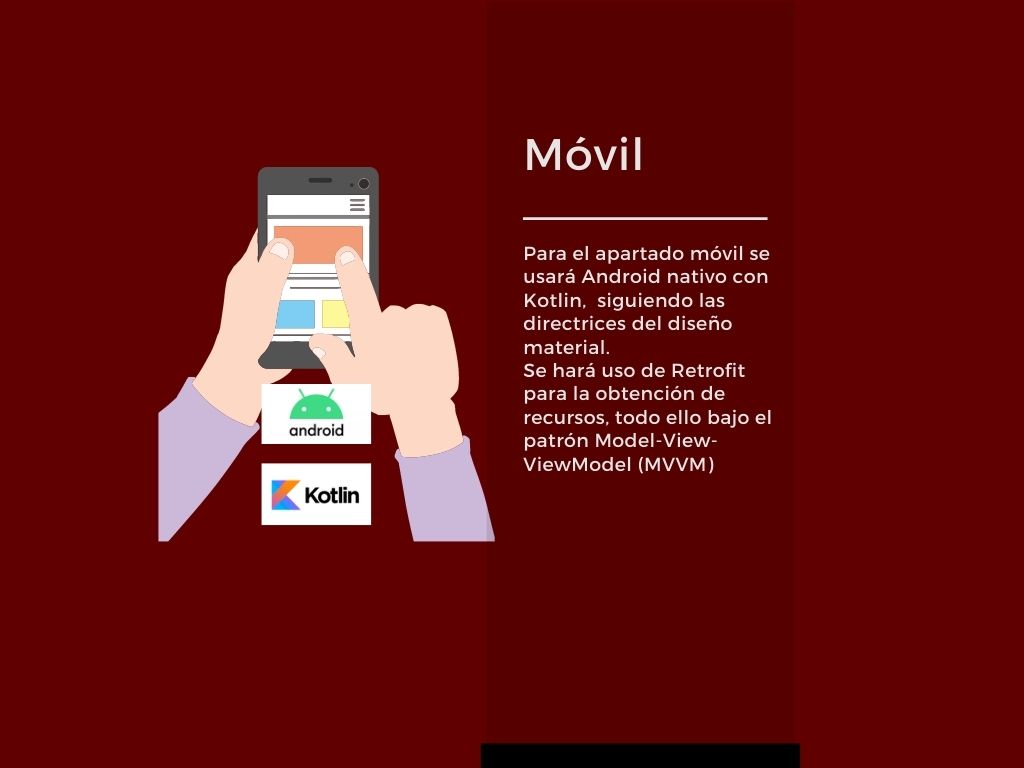 Móvil
Para el apartado móvil se
usará Android nativo con
Kotlin,  siguiendo las
directrices del diseño
material.
Se hará uso de Retrofit
para la obtención de
recursos, todo ello bajo el
patrón Model-View-
ViewModel (MVVM)
android
Kotlin